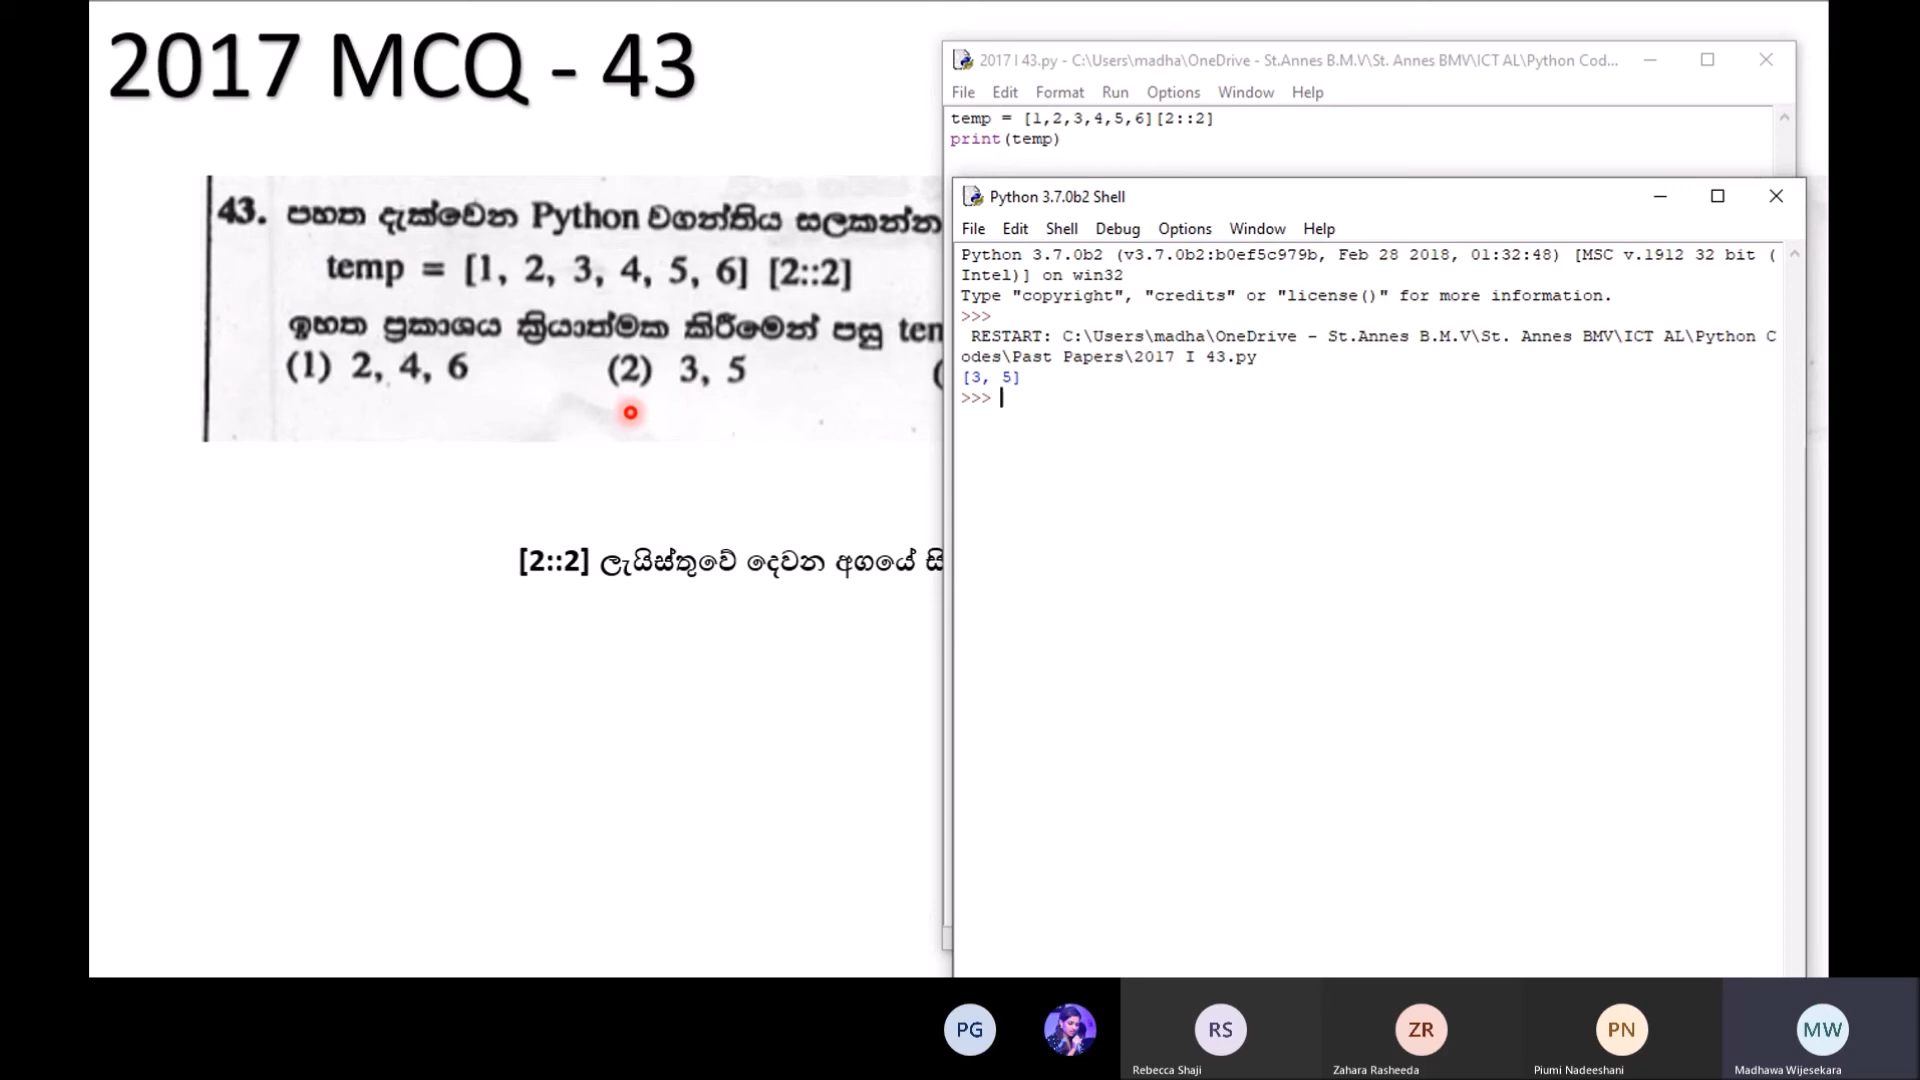 2017 MCQ - 43
43. පහත දැක්වෙන Python වගන්තිය සලකන්න
temp = [1, 2, 3, 4, 5, 6] [2::2]
ඉහත ප්‍රකාශය ක්‍රියාත්මක කිරීමෙන් පසු tem
(1) 2, 4, 6 (2) 3, 5 (
[2::2] ලැයිස්තුවේ දෙවන අගයේ සි
2017 I 43.py - C:\Users\madha\OneDrive - St.Annes B.M.V\St. Annes BMV\ICT AL\Python Cod...
File Edit Format Run Options Window Help
temp = [1,2,3,4,5,6][2::2]
print(temp)
Python 3.7.0b2 Shell
File Edit Shell Debug Options Window Help
Python 3.7.0b2 (v3.7.0b2:b0ef5c979b, Feb 28 2018, 01:32:48) [MSC v.1912 32 bit (
Intel)] on win32
Type "copyright", "credits" or "license()" for more information.
>>>
RESTART: C:\Users\madha\OneDrive - St.Annes B.M.V\St. Annes BMV\ICT AL\Python C
odes\Past Papers\2017 I 43.py
[3, 5]
>>>
PG RS ZR PN MW
Rebecca Shaji Zahara Rasheeda Piumi Nadeeshani Madhawa Wijesekara